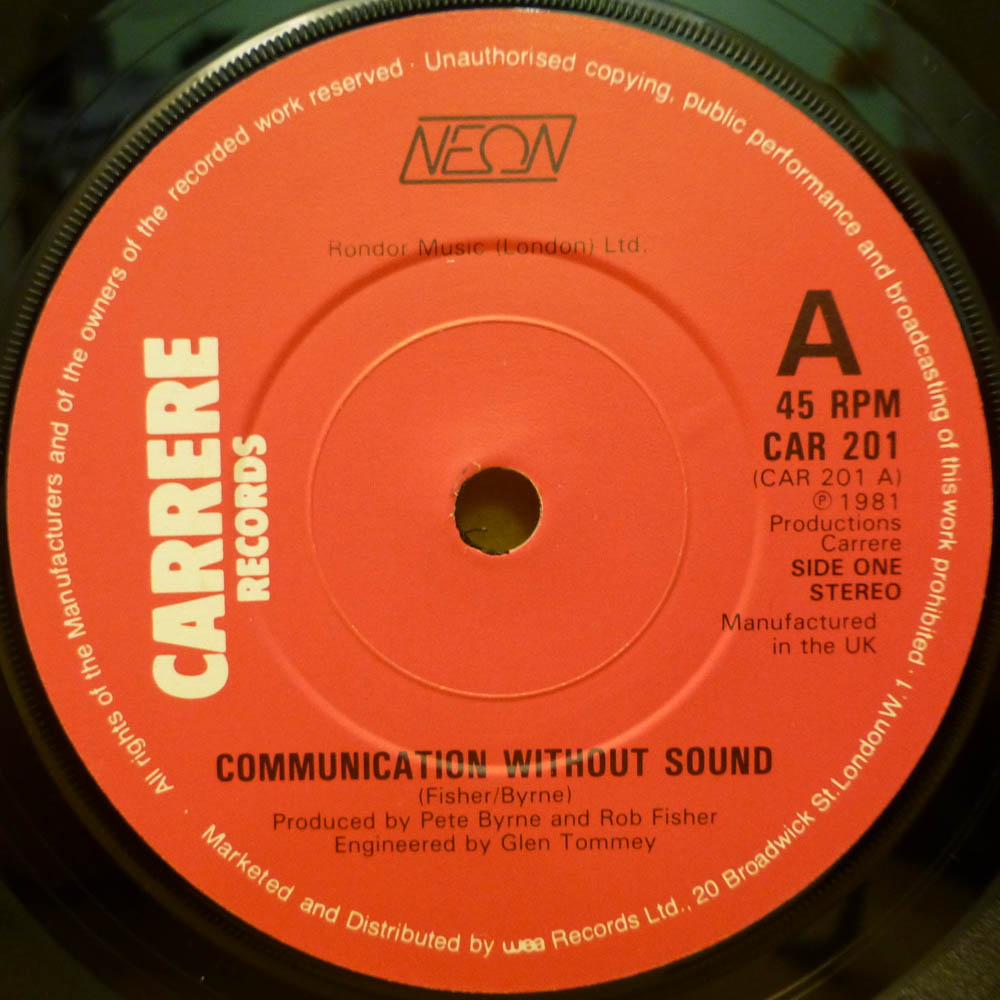 NEON
Rondor Music (London) Ltd.
A
45 RPM
CAR 201
(CAR 201 A)
℗ 1981
Productions
Carrere
SIDE ONE
STEREO
Manufactured
in the UK
CARRERE
RECORDS
COMMUNICATION WITHOUT SOUND
(Fisher/Byrne)
Produced by Pete Byrne and Rob Fisher
Engineered by Glen Tommey
All rights of the Manufacturers and of the owners of the recorded work reserved · Unauthorised copying, public performance and broadcasting of this work prohibited ·
Marketed and Distributed by wea Records Ltd., 20 Broadwick St. London W. 1 ·